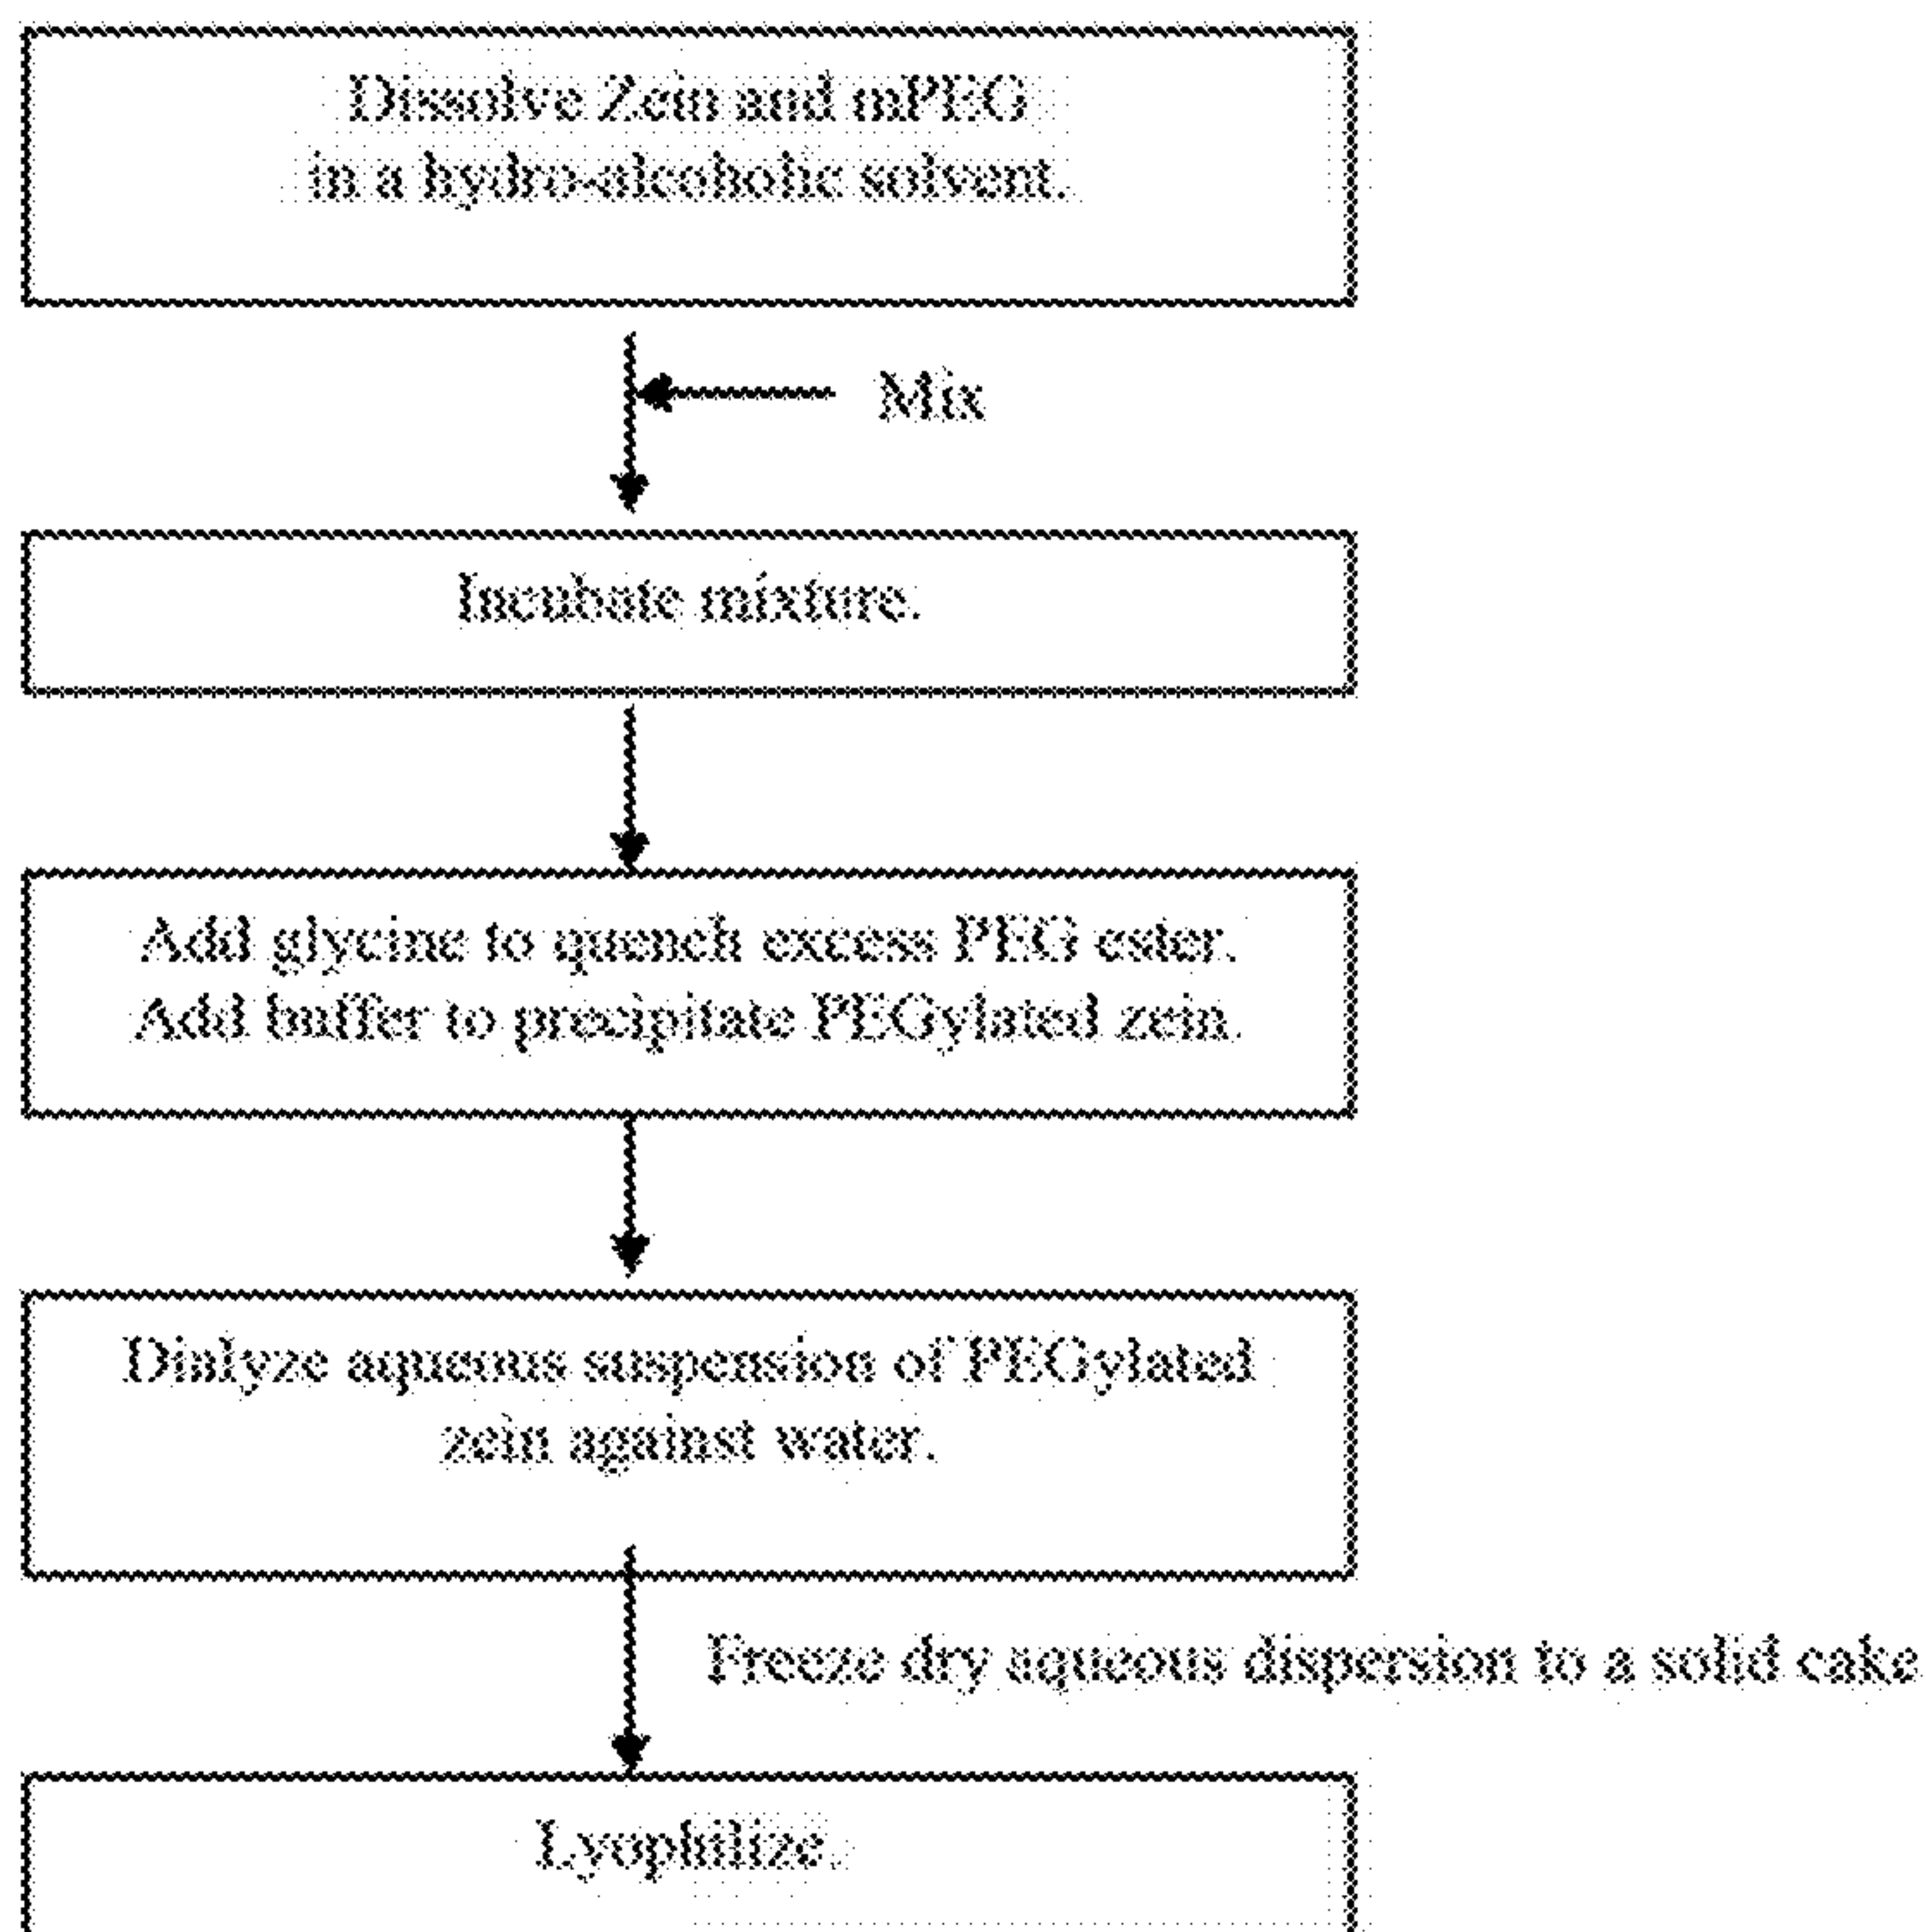 Dissolve Zein and mPEG
in a hydro-alcoholic solvent.
Mix
Incubate mixture.
Add glycine to quench excess PEG ester.
Add buffer to precipitate PEGylated zein.
Dialyze aqueous suspension of PEGylated
zein against water.
Freeze dry aqueous dispersion to a solid cake
Lyophilize.